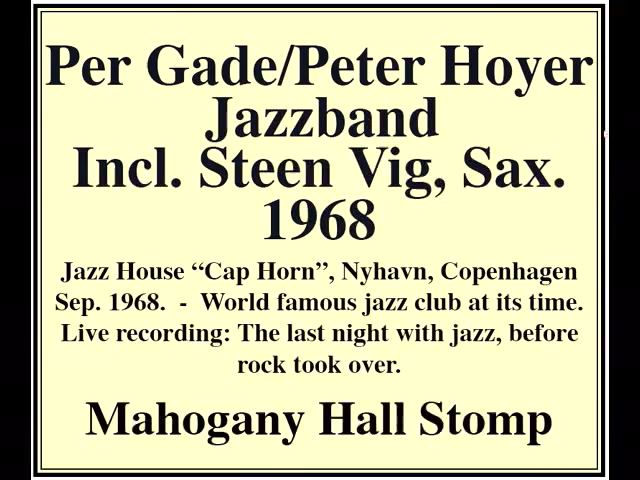 Per Gade/Peter Hoyer
Jazzband
Incl. Steen Vig, Sax.
1968
Jazz House “Cap Horn”, Nyhavn, Copenhagen
Sep. 1968.  -  World famous jazz club at its time.
Live recording: The last night with jazz, before
rock took over.
Mahogany Hall Stomp